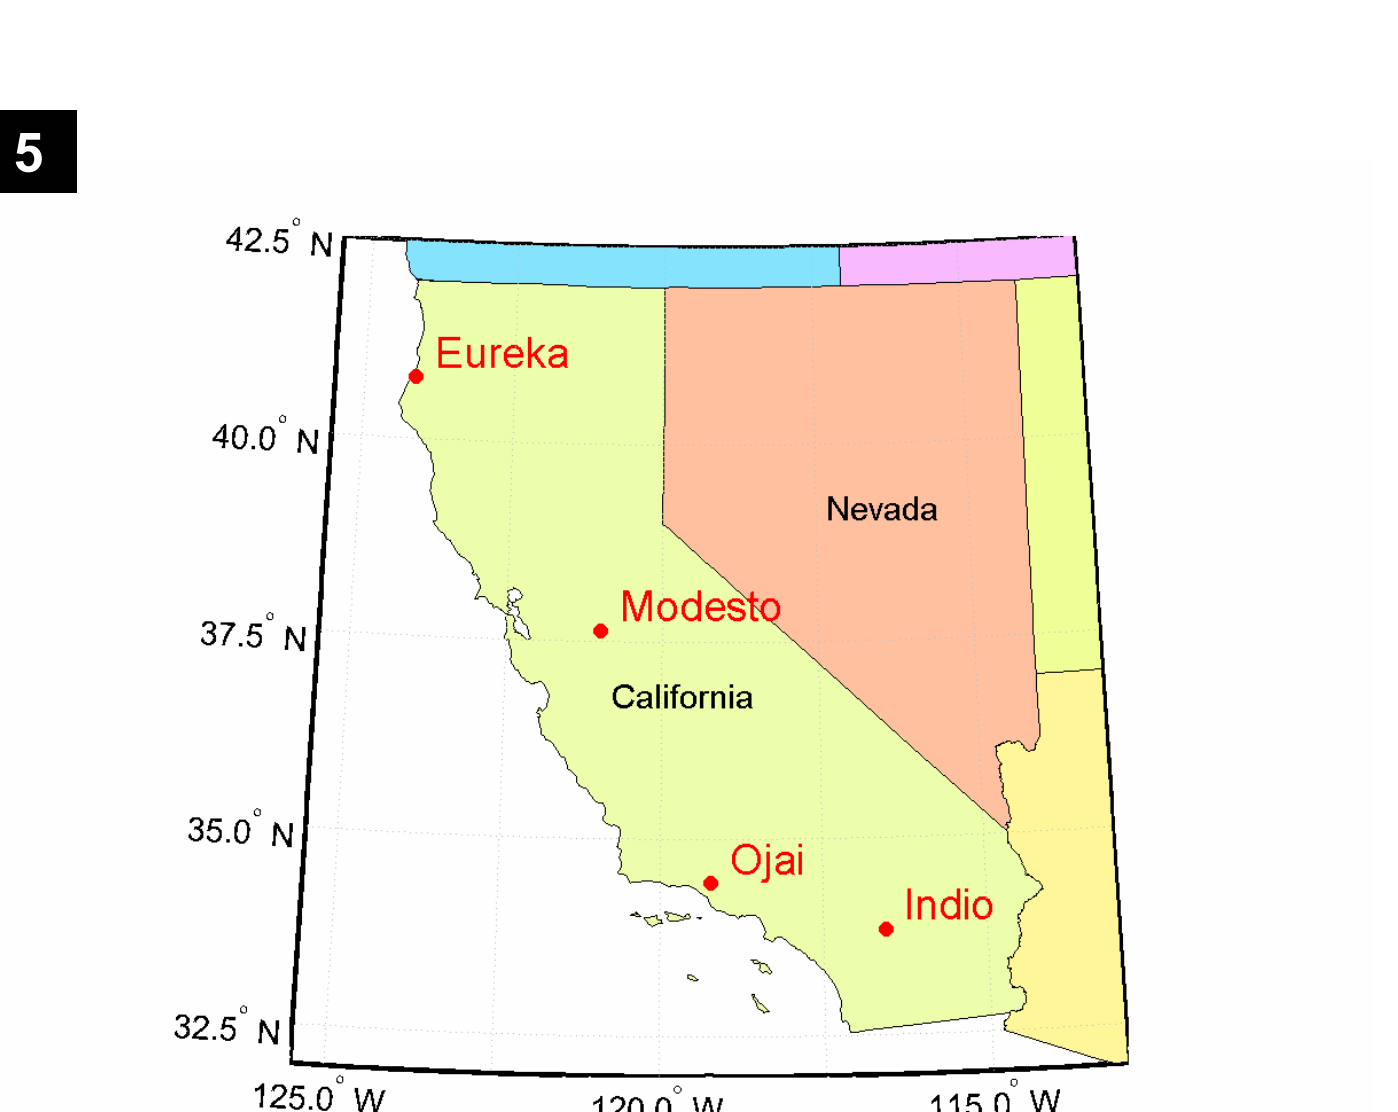 5
42.5° N
Eureka
40.0° N
Nevada
Modesto
37.5° N
California
35.0° N
Ojai
Indio
32.5° N
125.0° W
120.0° W
115.0° W